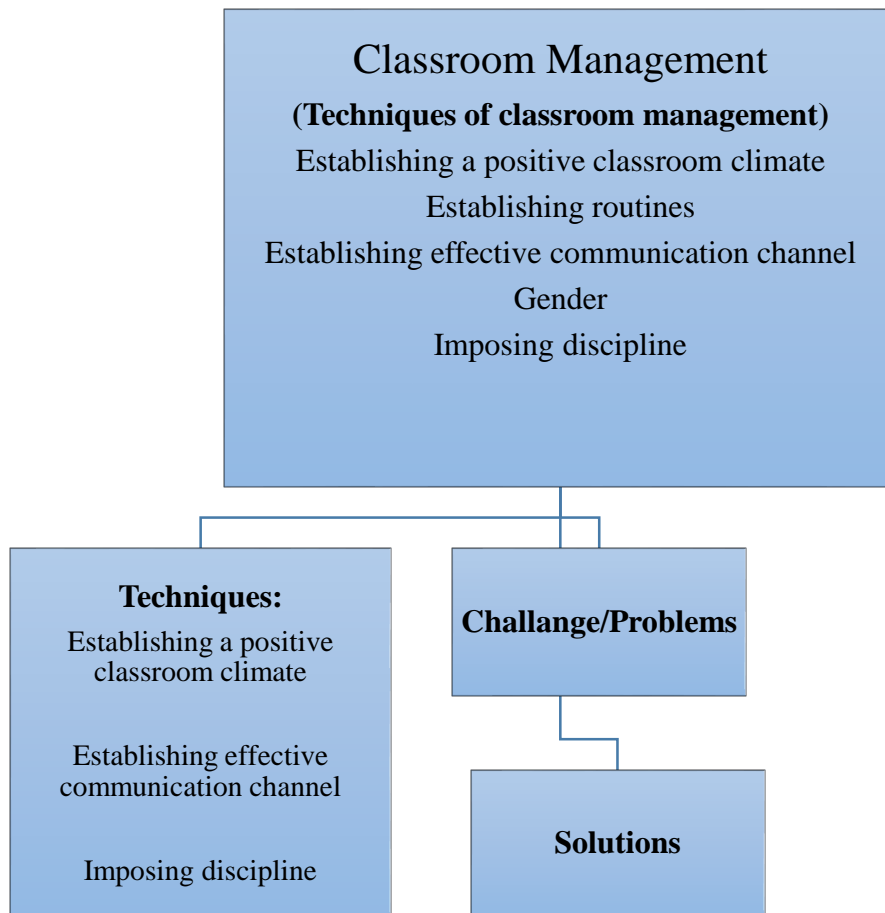 Classroom Management
(Techniques of classroom management)
Establishing a positive classroom climate
Establishing routines
Establishing effective communication channel
Gender
Imposing discipline
Techniques:
Establishing a positive
classroom climate
Establishing effective
communication channel
Imposing discipline
Challange/Problems
Solutions